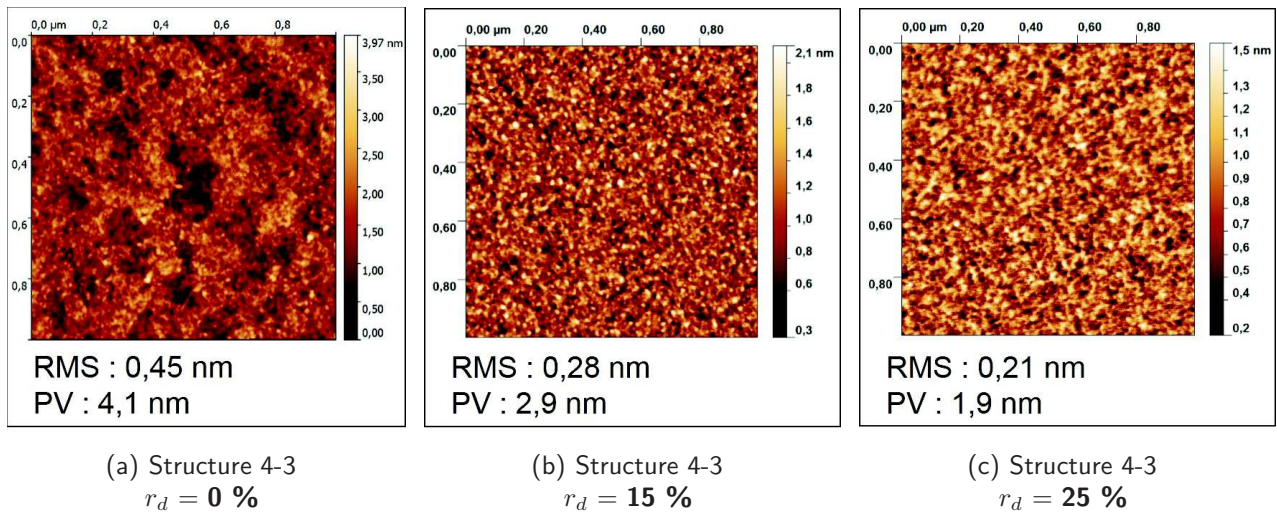 0,0 µm 0,2 0,4 0,6 0,8
0,0
0,2
0,4
0,6
0,8
3,97 nm
3,50
3,00
2,50
2,00
1,50
1,00
0,50
0,00
RMS : 0,45 nm
PV : 4,1 nm
(a) Structure 4-3
r_d = 0 %
0,00 µm 0,20 0,40 0,60 0,80
0,00
0,20
0,40
0,60
0,80
2,1 nm
1,8
1,6
1,4
1,2
1,0
0,8
0,6
0,3
RMS : 0,28 nm
PV : 2,9 nm
(b) Structure 4-3
r_d = 15 %
0,00 µm 0,20 0,40 0,60 0,80
0,00
0,20
0,40
0,60
0,80
1,5 nm
1,3
1,2
1,1
1,0
0,9
0,8
0,7
0,6
0,5
0,4
0,2
RMS : 0,21 nm
PV : 1,9 nm
(c) Structure 4-3
r_d = 25 %